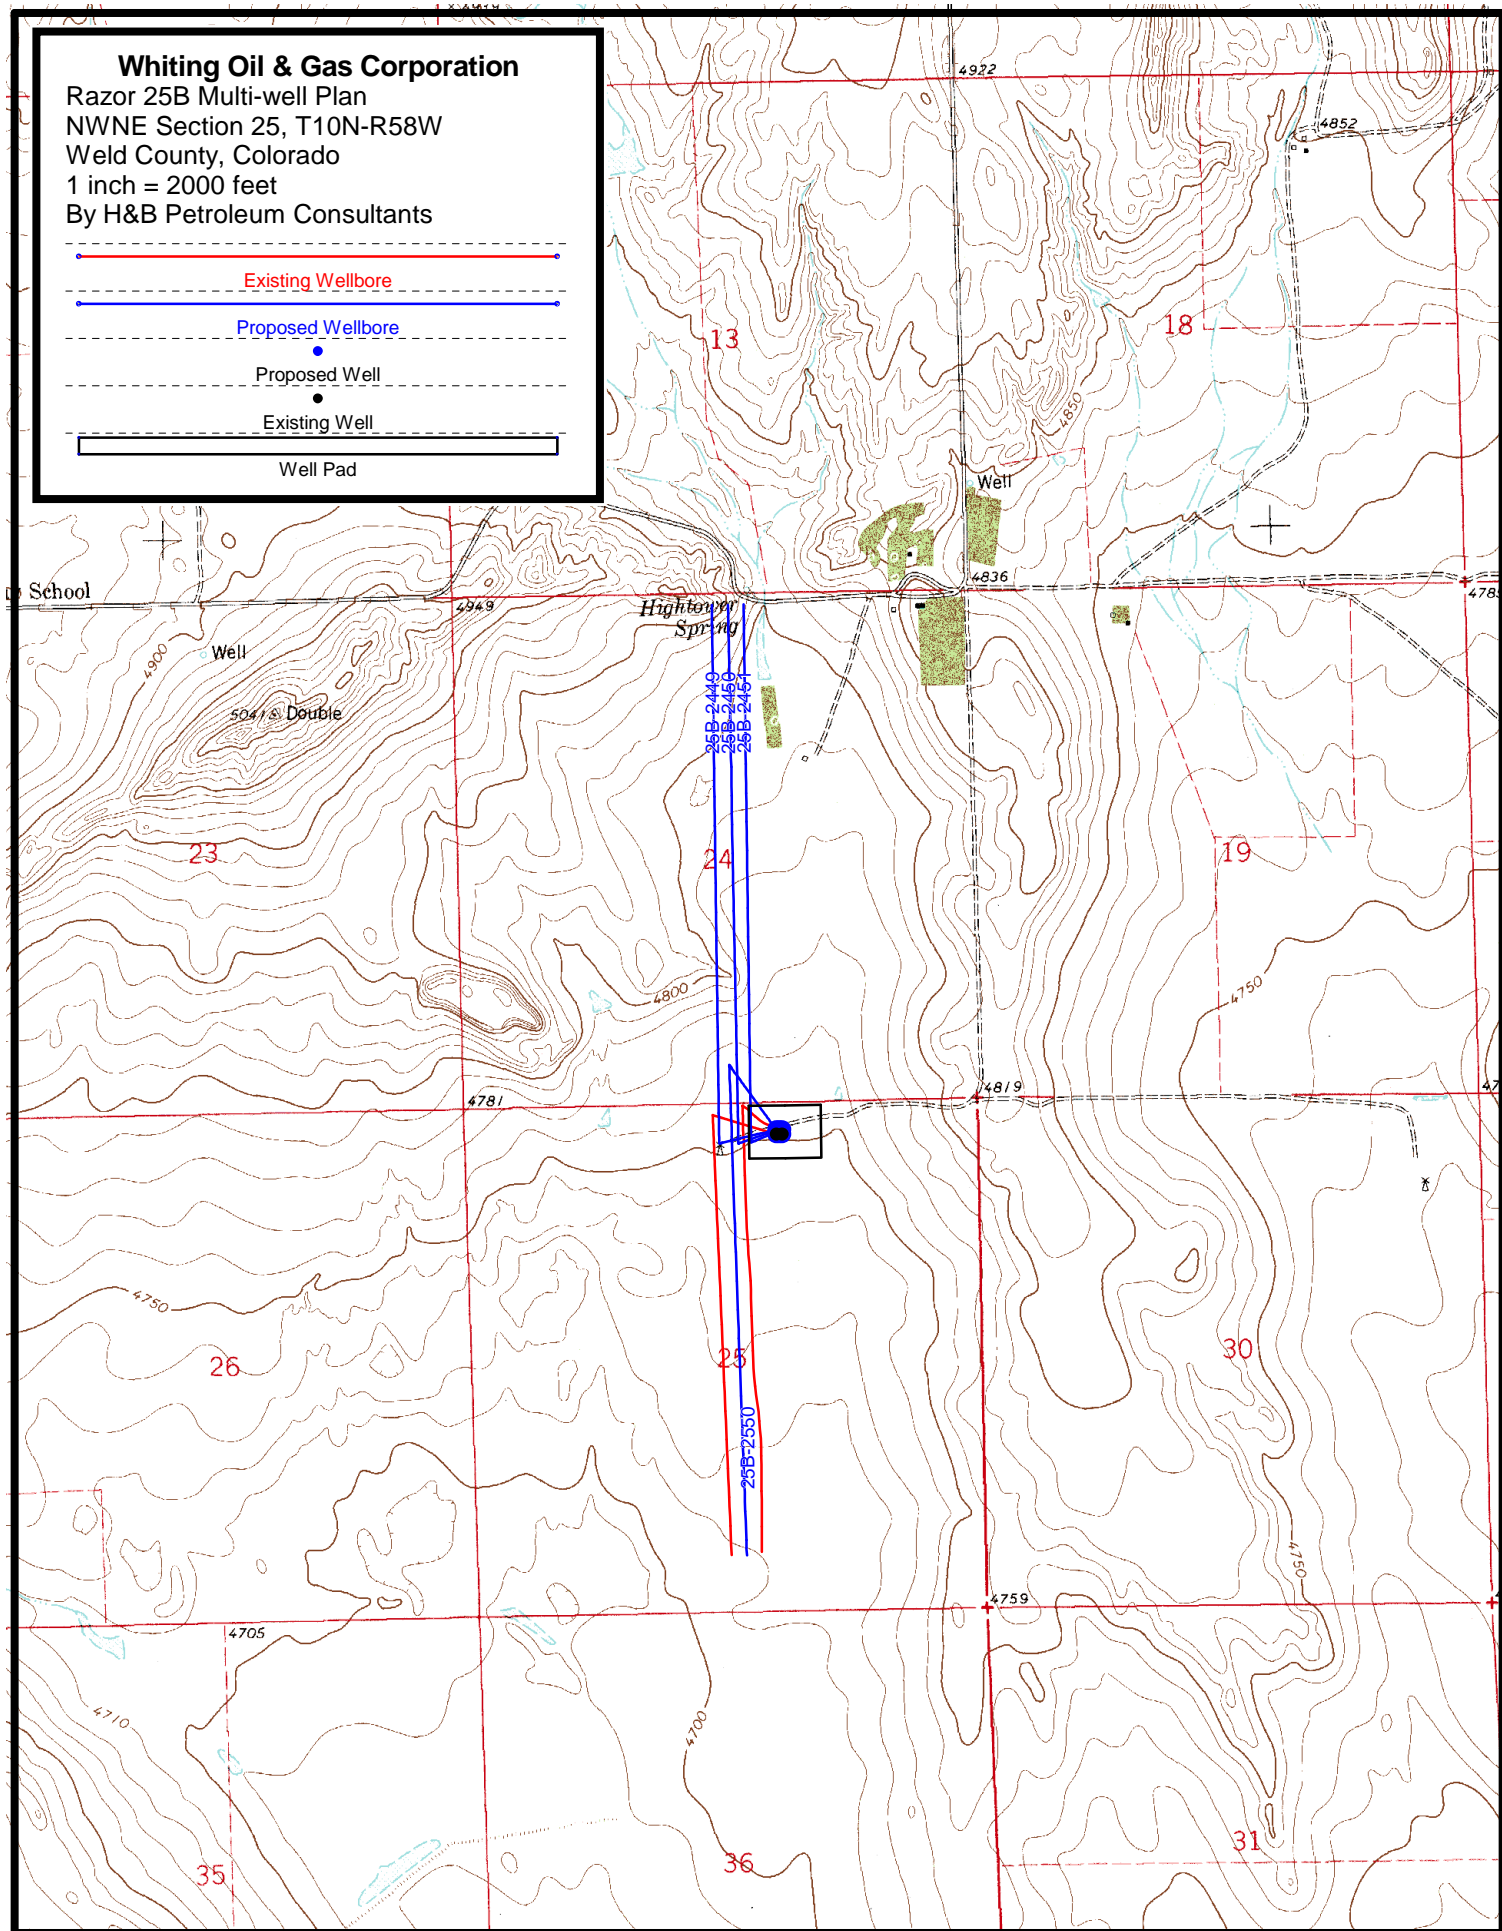 Whiting Oil & Gas Corporation
Razor 25B Multi-well Plan
NWNE Section 25, T10N-R58W
Weld County, Colorado
1 inch = 2000 feet
By H&B Petroleum Consultants
Existing Wellbore
Proposed Wellbore
Proposed Well
Existing Well
Well Pad
4922
4852
13
18
4850
Well
School
4949
Hightower
Spring
4836
4785
4900
Well
5041 Double
25B-2449
25B-2450
25B-2451
23
24
19
4800
4750
4781
4819
47
4750
26
25
30
25B-2550
4750
4705
4759
4710
4700
35
36
31